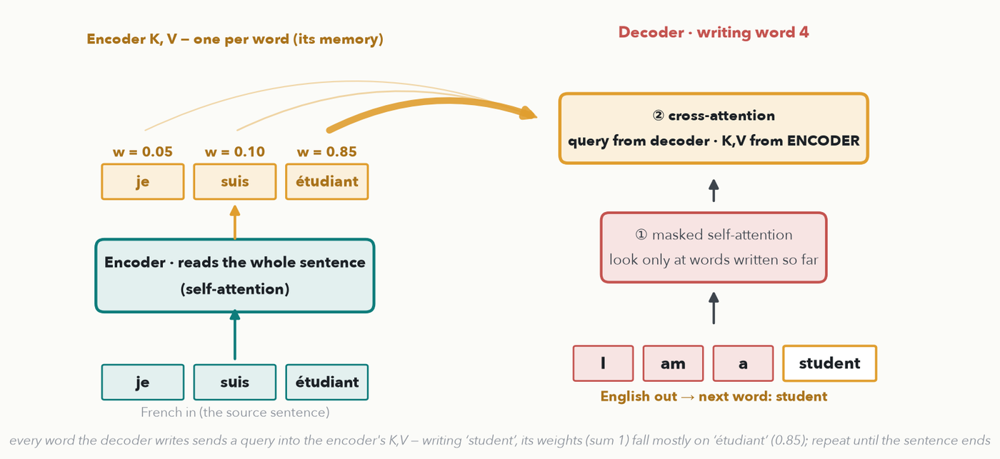 Encoder K, V — one per word (its memory)
Decoder · writing word 4
② cross-attention
query from decoder · K,V from ENCODER
w = 0.05 w = 0.10 w = 0.85
je suis étudiant
① masked self-attention
look only at words written so far
Encoder · reads the whole sentence
(self-attention)
je suis étudiant
French in (the source sentence)
I am a student
English out → next word: student
every word the decoder writes sends a query into the encoder's K,V — writing ‘student’, its weights (sum 1) fall mostly on ‘étudiant’ (0.85); repeat until the sentence ends